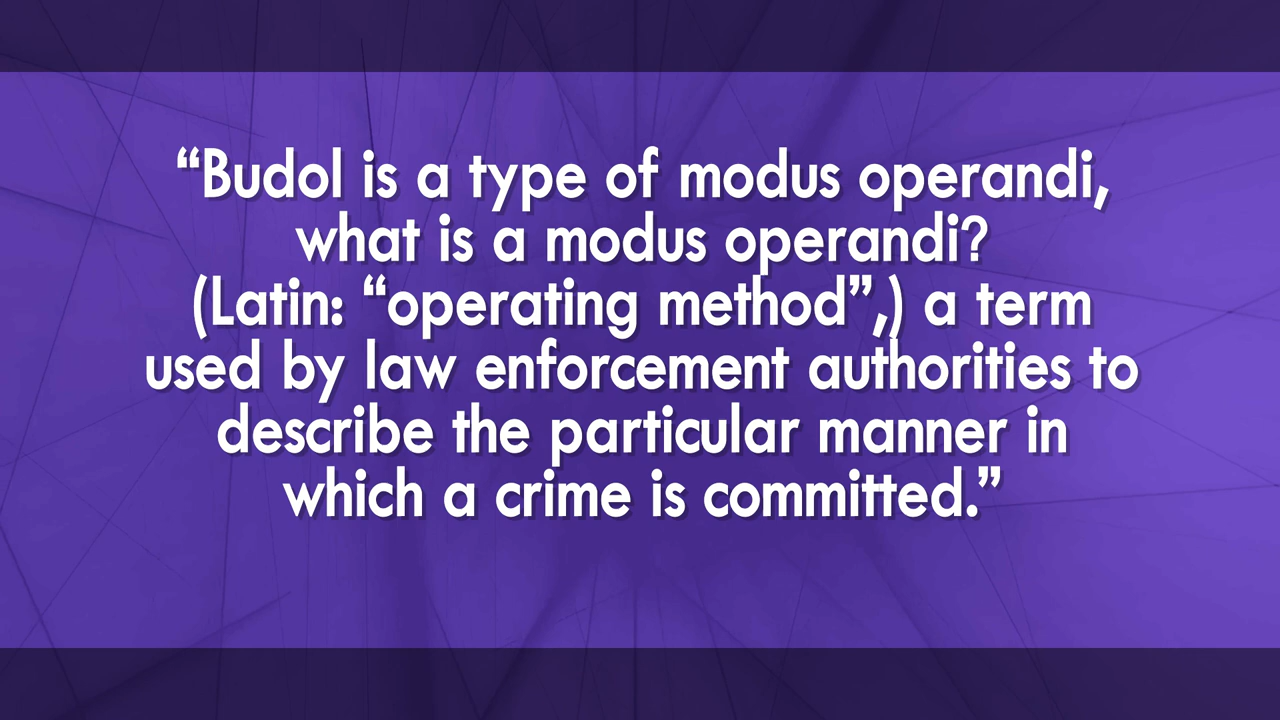 “Budol is a type of modus operandi,
what is a modus operandi?
(Latin: “operating method”,) a term
used by law enforcement authorities to
describe the particular manner in
which a crime is committed.”